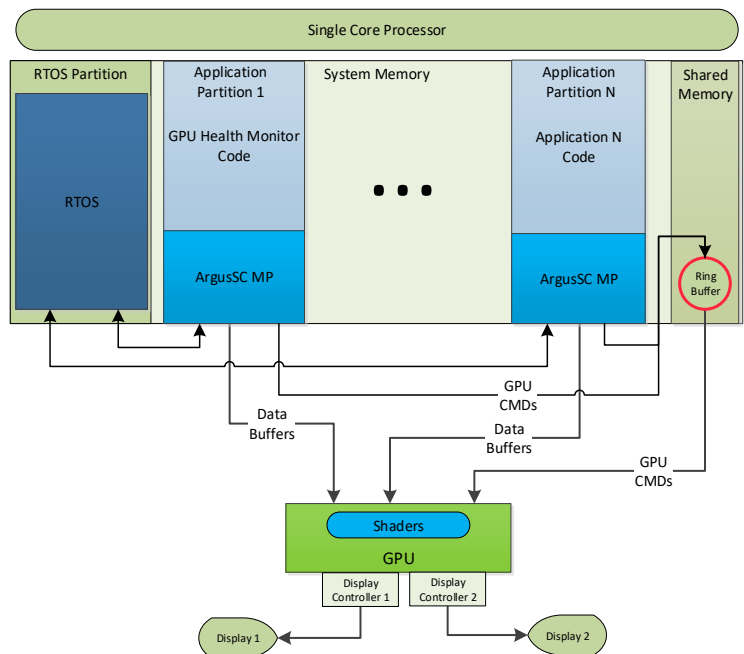 Single Core Processor
RTOS Partition
RTOS
Application
Partition 1
GPU Health Monitor
Code
ArgusSC MP
System Memory
...
Application
Partition N
Application N
Code
ArgusSC MP
Shared
Memory
Ring
Buffer
GPU
CMDs
Data
Buffers
Data
Buffers
GPU
CMDs
Shaders
GPU
Display
Controller 1
Display
Controller 2
Display 1
Display 2